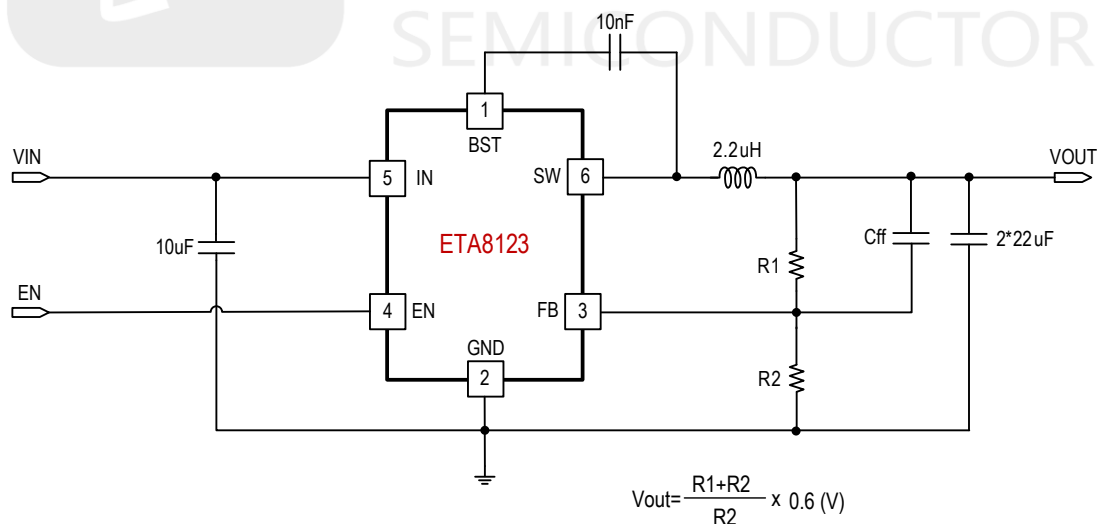 SEMICONDUCTOR
10nF
1
BST
VIN
5
IN
SW
6
2.2uH
VOUT
10uF
ETA8123
R1
Cff
2*22uF
EN
4
EN
FB
3
GND
2
R2
Vout= R1+R2 / R2 x 0.6 (V)